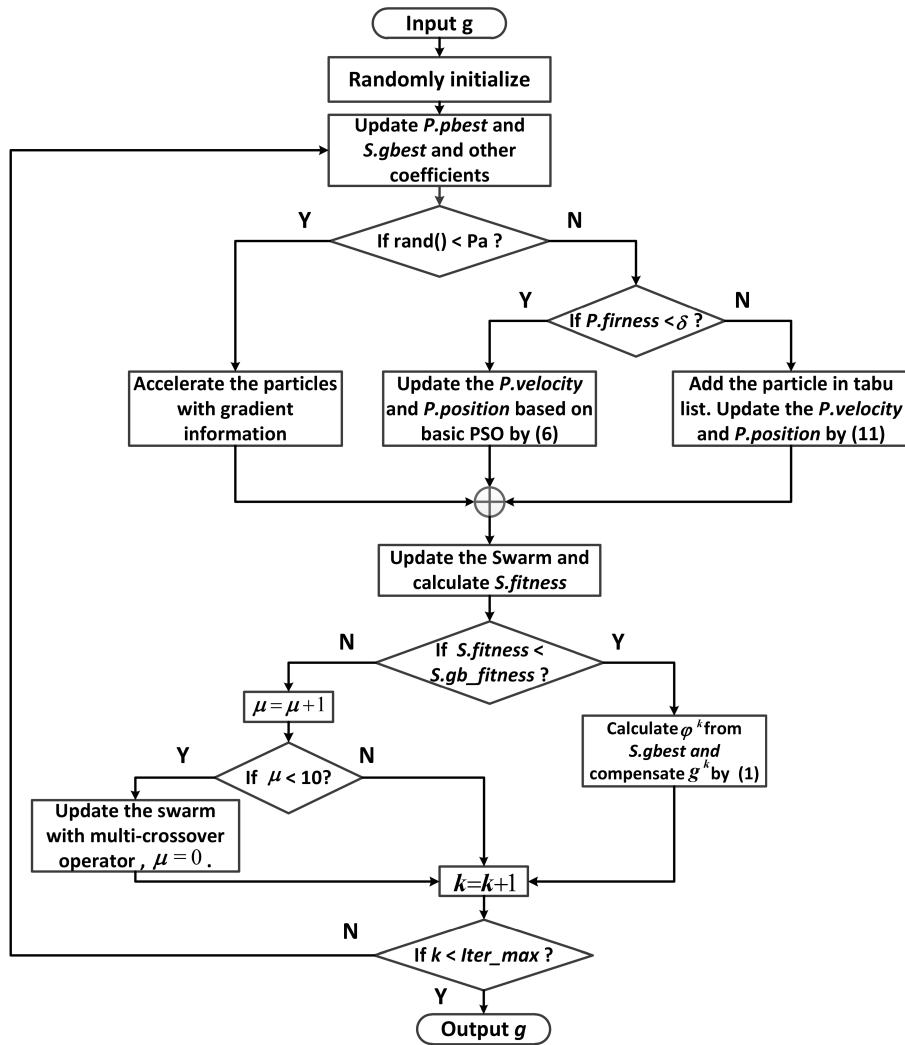 Input g
Randomly initialize
Update P.pbest and
S.gbest and other
coefficients
Y
N
If rand() < Pa ?
Y
N
If P.firness < δ ?
Accelerate the particles
with gradient
information
Update the P.velocity
and P.position based on
basic PSO by (6)
Add the particle in tabu
list. Update the P.velocity
and P.position by (11)
Update the Swarm and
calculate S.fitness
N
Y
If S.fitness <
S.gb_fitness ?
μ = μ+1
Calculate φ^k from
S.gbest and
compensate g^k by (1)
Y
N
If μ < 10?
Update the swarm
with multi-crossover
operator , μ = 0 .
k=k+1
N
If k < Iter_max ?
Y
Output g